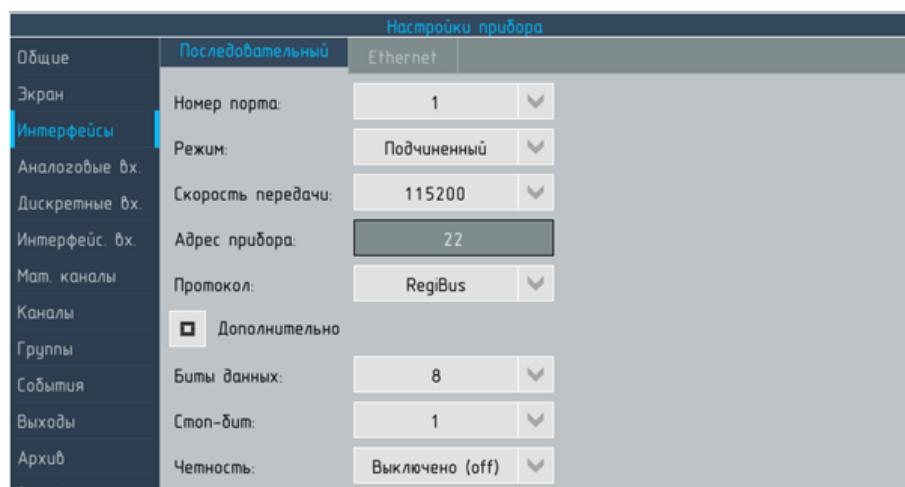 Настройки прибора
Общие
Экран
Интерфейсы
Аналоговые вх.
Дискретные вх.
Интерфейс. вх.
Мат. каналы
Каналы
Группы
События
Выходы
Архив
Последовательный Ethernet
Номер порта: 1
Режим: Подчиненный
Скорость передачи: 115200
Адрес прибора: 22
Протокол: RegiBus
Дополнительно
Биты данных: 8
Стоп-бит: 1
Четность: Выключено (off)